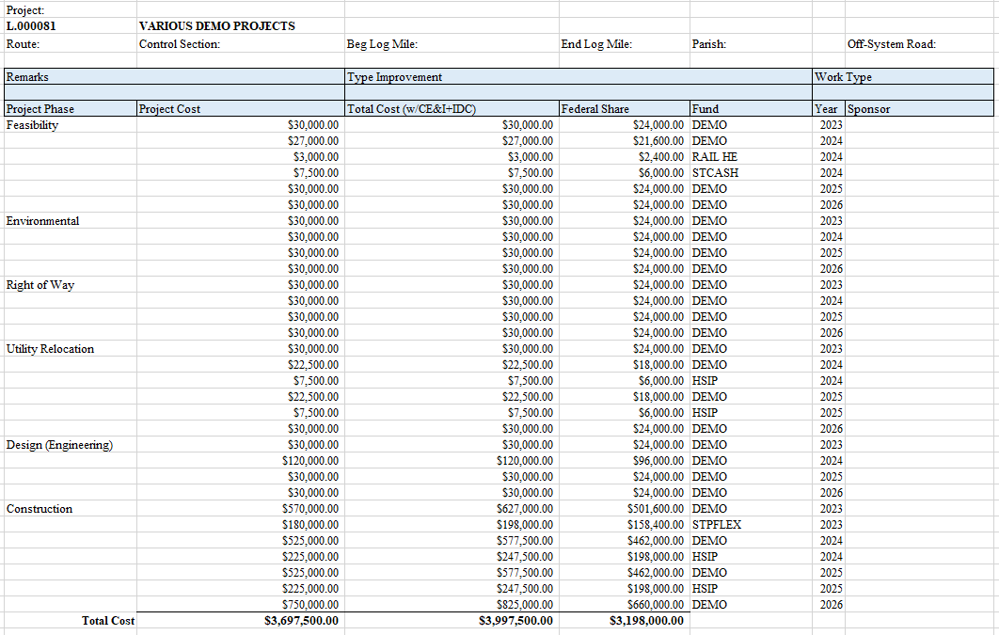 Project:
L.000081 VARIOUS DEMO PROJECTS
Route: Control Section: Beg Log Mile: End Log Mile: Parish: Off-System Road:
Remarks Type Improvement Work Type
Project Phase Project Cost Total Cost (w/CE&I+IDC) Federal Share Fund Year Sponsor
Feasibility $30,000.00 $30,000.00 $24,000.00 DEMO 2023
$27,000.00 $27,000.00 $21,600.00 DEMO 2024
$3,000.00 $3,000.00 $2,400.00 RAIL HE 2024
$7,500.00 $7,500.00 $6,000.00 STCASH 2024
$30,000.00 $30,000.00 $24,000.00 DEMO 2025
$30,000.00 $30,000.00 $24,000.00 DEMO 2026
Environmental $30,000.00 $30,000.00 $24,000.00 DEMO 2023
$30,000.00 $30,000.00 $24,000.00 DEMO 2024
$30,000.00 $30,000.00 $24,000.00 DEMO 2025
$30,000.00 $30,000.00 $24,000.00 DEMO 2026
Right of Way $30,000.00 $30,000.00 $24,000.00 DEMO 2023
$30,000.00 $30,000.00 $24,000.00 DEMO 2024
$30,000.00 $30,000.00 $24,000.00 DEMO 2025
$30,000.00 $30,000.00 $24,000.00 DEMO 2026
Utility Relocation $30,000.00 $30,000.00 $24,000.00 DEMO 2023
$22,500.00 $22,500.00 $18,000.00 DEMO 2024
$7,500.00 $7,500.00 $6,000.00 HSIP 2024
$22,500.00 $22,500.00 $18,000.00 DEMO 2025
$7,500.00 $7,500.00 $6,000.00 HSIP 2025
$30,000.00 $30,000.00 $24,000.00 DEMO 2026
Design (Engineering) $30,000.00 $30,000.00 $24,000.00 DEMO 2023
$120,000.00 $120,000.00 $96,000.00 DEMO 2024
$30,000.00 $30,000.00 $24,000.00 DEMO 2025
$30,000.00 $30,000.00 $24,000.00 DEMO 2026
Construction $570,000.00 $627,000.00 $501,600.00 DEMO 2023
$180,000.00 $198,000.00 $158,400.00 STPFLEX 2023
$525,000.00 $577,500.00 $462,000.00 DEMO 2024
$225,000.00 $247,500.00 $198,000.00 HSIP 2024
$525,000.00 $577,500.00 $462,000.00 DEMO 2025
$225,000.00 $247,500.00 $198,000.00 HSIP 2025
$750,000.00 $825,000.00 $660,000.00 DEMO 2026
Total Cost $3,697,500.00 $3,997,500.00 $3,198,000.00